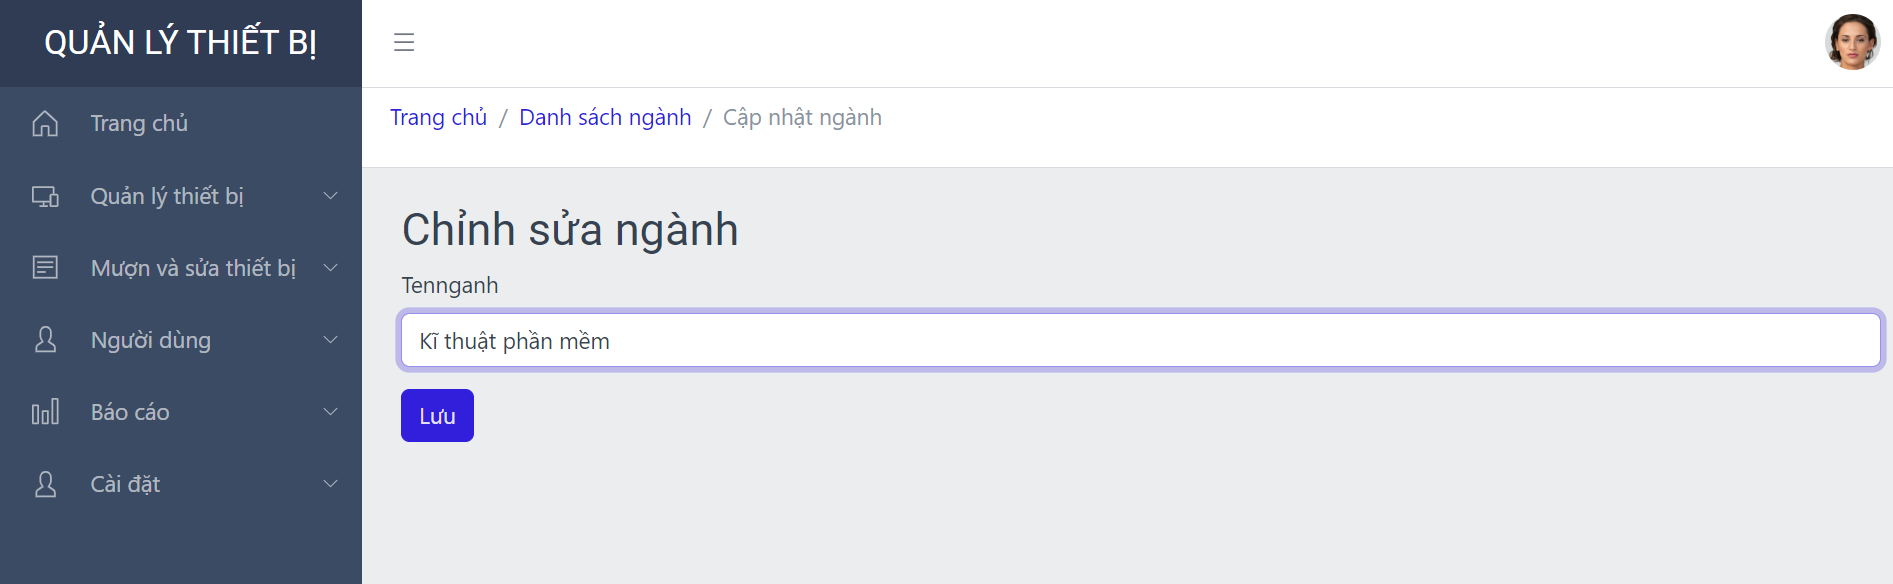 QUẢN LÝ THIẾT BỊ
Trang chủ
Quản lý thiết bị
Mượn và sửa thiết bị
Người dùng
Báo cáo
Cài đặt
Trang chủ / Danh sách ngành / Cập nhật ngành
Chỉnh sửa ngành
Tennganh
Kĩ thuật phần mềm
Lưu